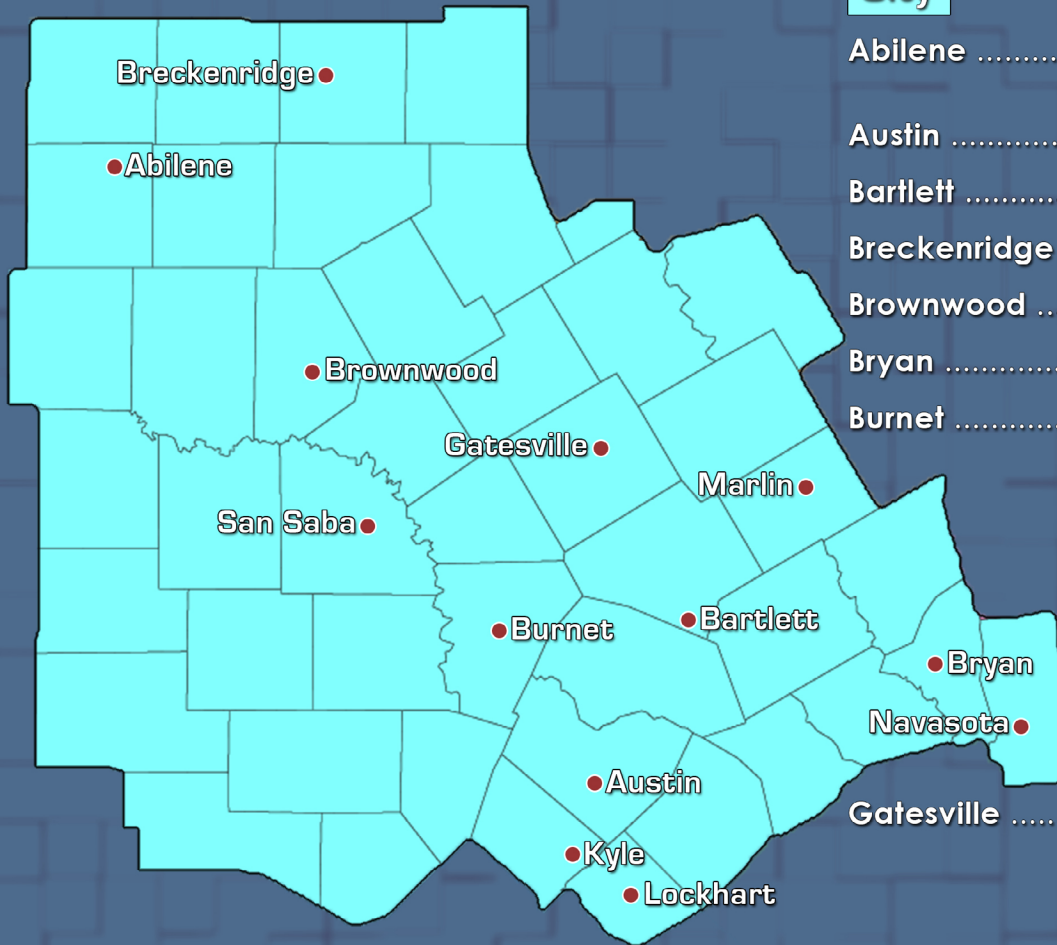 Breckenridge
Abilene
Brownwood
Gatesville
Marlin
San Saba
Burnet
Bartlett
Bryan
Navasota
Austin
Kyle
Lockhart
Abilene ..........
Austin ............
Bartlett ...........
Breckenridge
Brownwood ..
Bryan .............
Burnet ............
Gatesville .....